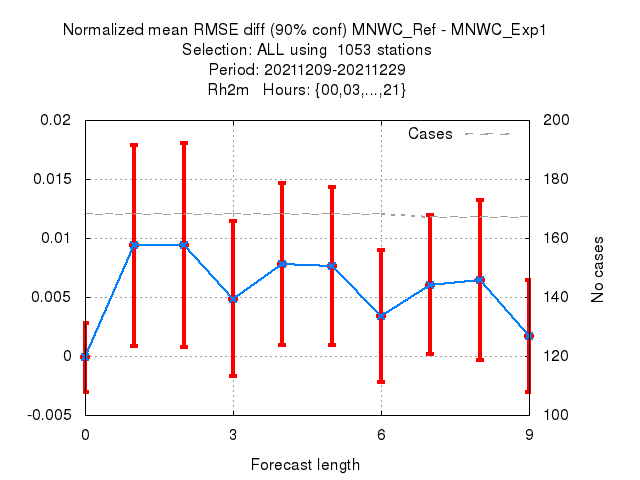 Normalized mean RMSE diff (90% conf) MNWC_Ref - MNWC_Exp1
Selection: ALL using  1053 stations
Period: 20211209-20211229
Rh2m   Hours: {00,03,...,21}
Cases
0.02
0.015
0.01
0.005
0
-0.005
200
180
160
140
120
100
No cases
0
3
6
9
Forecast length